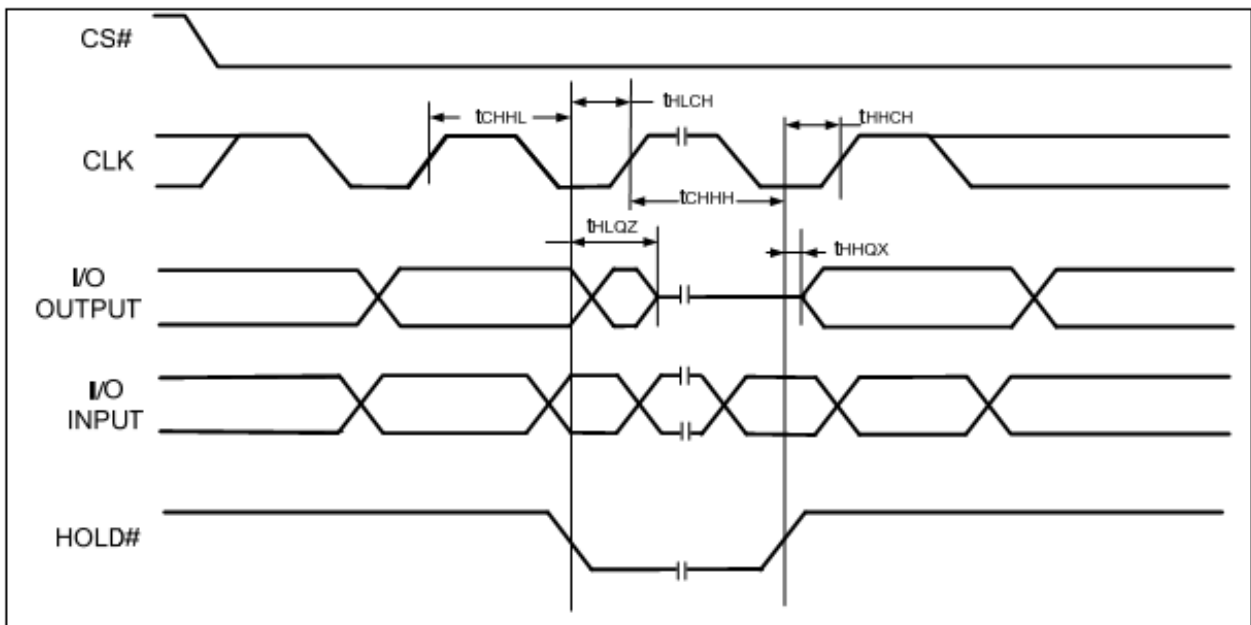 CS#
tHLCH
tCHHL
tHHCH
CLK
tCHHH
tHLQZ
tHHQX
I/O
OUTPUT
I/O
INPUT
HOLD#